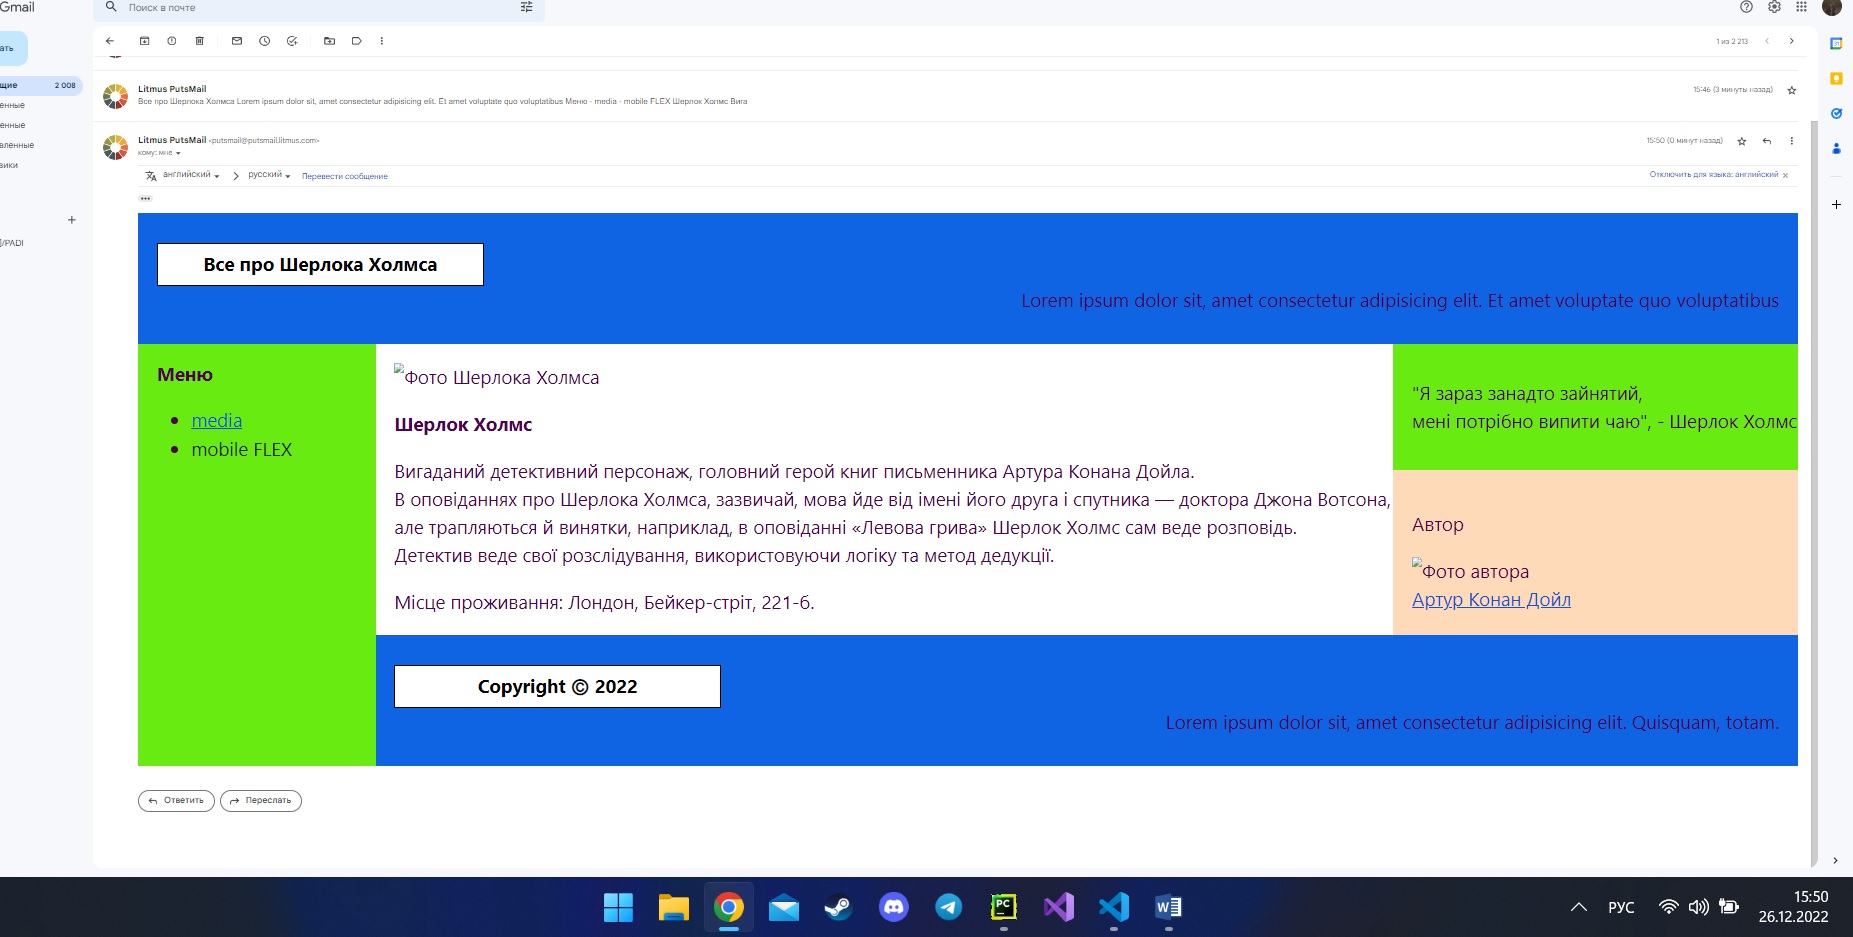 Gmail
Поиск в почте
ать
1 из 2 213
щие 2 008
енные
енные
вленные
вики
]/PADI
Litmus PutsMail
15:46 (3 минуты назад)
Все про Шерлока Холмса Lorem ipsum dolor sit, amet consectetur adipisicing elit. Et amet voluptate quo voluptatibus Меню - media - mobile FLEX Шерлок Холмс Вига
Litmus PutsMail <putsmail@putsmail.litmus.com>
15:50 (0 минут назад)
кому: мне
английский
русский
Перевести сообщение
Отключить для языка: английский ×
Все про Шерлока Холмса
Lorem ipsum dolor sit, amet consectetur adipisicing elit. Et amet voluptate quo voluptatibus
Меню
media
mobile FLEX
Фото Шерлока Холмса
Шерлок Холмс
Вигаданий детективний персонаж, головний герой книг письменника Артура Конана Дойла.
В оповіданнях про Шерлока Холмса, зазвичай, мова йде від імені його друга і спутника — доктора Джона Вотсона,
але трапляються й винятки, наприклад, в оповіданні «Левова грива» Шерлок Холмс сам веде розповідь.
Детектив веде свої розслідування, використовуючи логіку та метод дедукції.
Місце проживання: Лондон, Бейкер-стріт, 221-б.
"Я зараз занадто зайнятий,
мені потрібно випити чаю", - Шерлок Холмс
Автор
Фото автора
Артур Конан Дойл
Copyright © 2022
Lorem ipsum dolor sit, amet consectetur adipisicing elit. Quisquam, totam.
Ответить
Переслать
РУС
15:50
26.12.2022